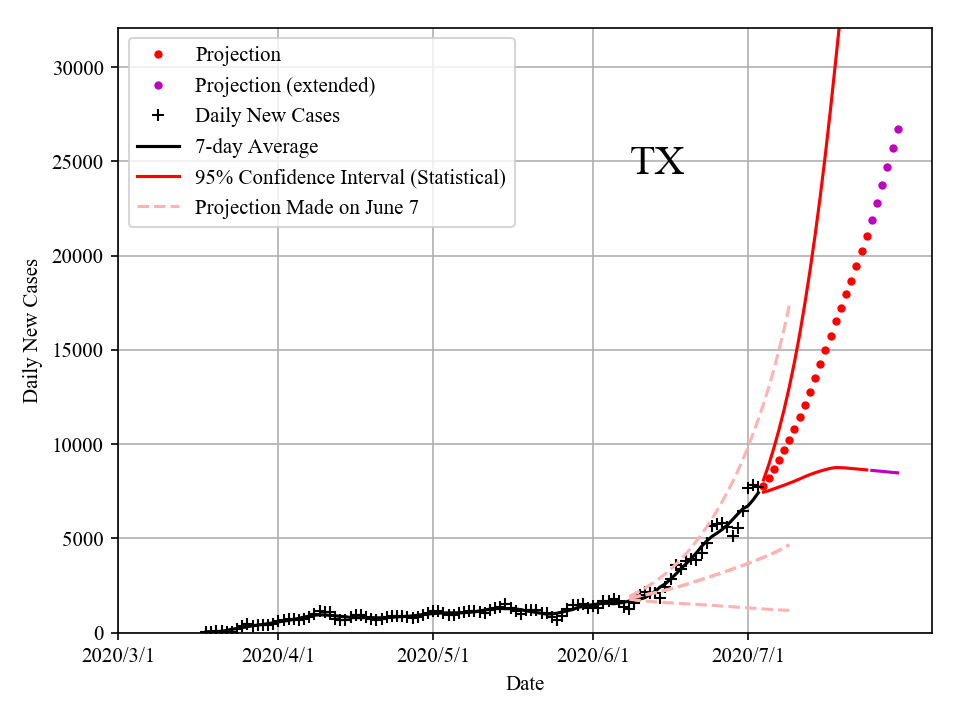 Projection
Projection (extended)
Daily New Cases
7-day Average
95% Confidence Interval (Statistical)
Projection Made on June 7
TX
30000
25000
20000
15000
10000
5000
0
Daily New Cases
2020/3/1 2020/4/1 2020/5/1 2020/6/1 2020/7/1
Date